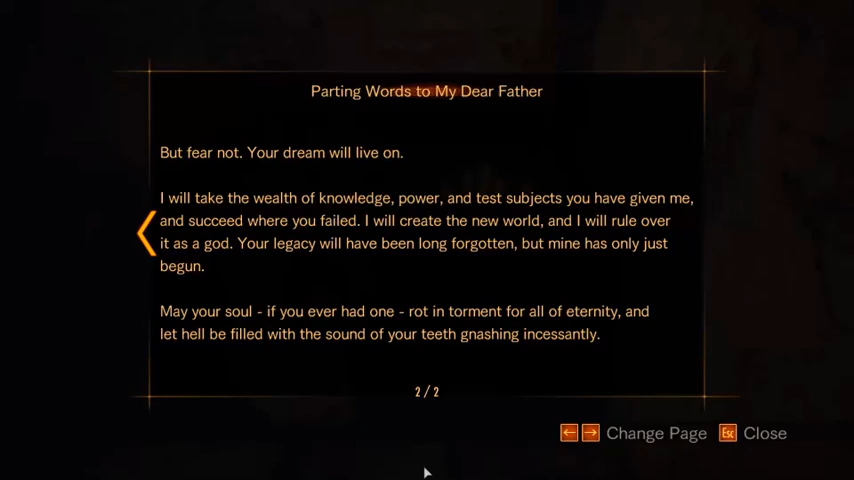 Parting Words to My Dear Father
But fear not. Your dream will live on.
I will take the wealth of knowledge, power, and test subjects you have given me,
and succeed where you failed. I will create the new world, and I will rule over
it as a god. Your legacy will have been long forgotten, but mine has only just
begun.
May your soul - if you ever had one - rot in torment for all of eternity, and
let hell be filled with the sound of your teeth gnashing incessantly.
2 / 2
← → Change Page Esc Close